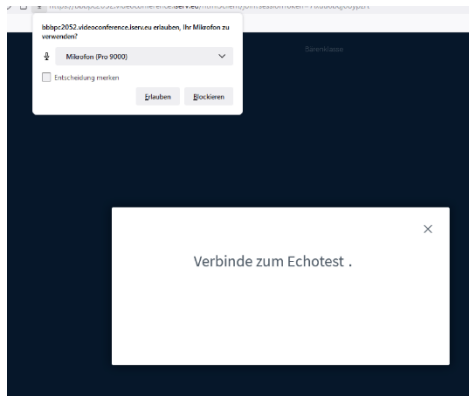 bbbpc2052.videoconference.iserv.eu erlauben, Ihr Mikrofon zu
verwenden?
Mikrofon (Pro 9000)
Entscheidung merken
Erlauben Blockieren
Verbinde zum Echotest .